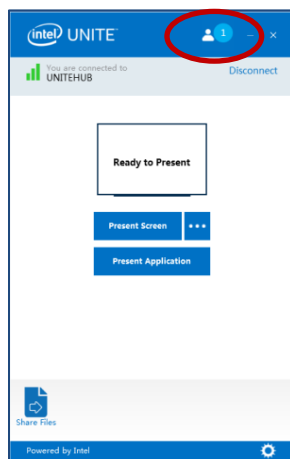 intel UNITE™
1
You are connected to
UNITEHUB
Disconnect
Ready to Present
Present Screen
Present Application
Share Files
Powered by Intel